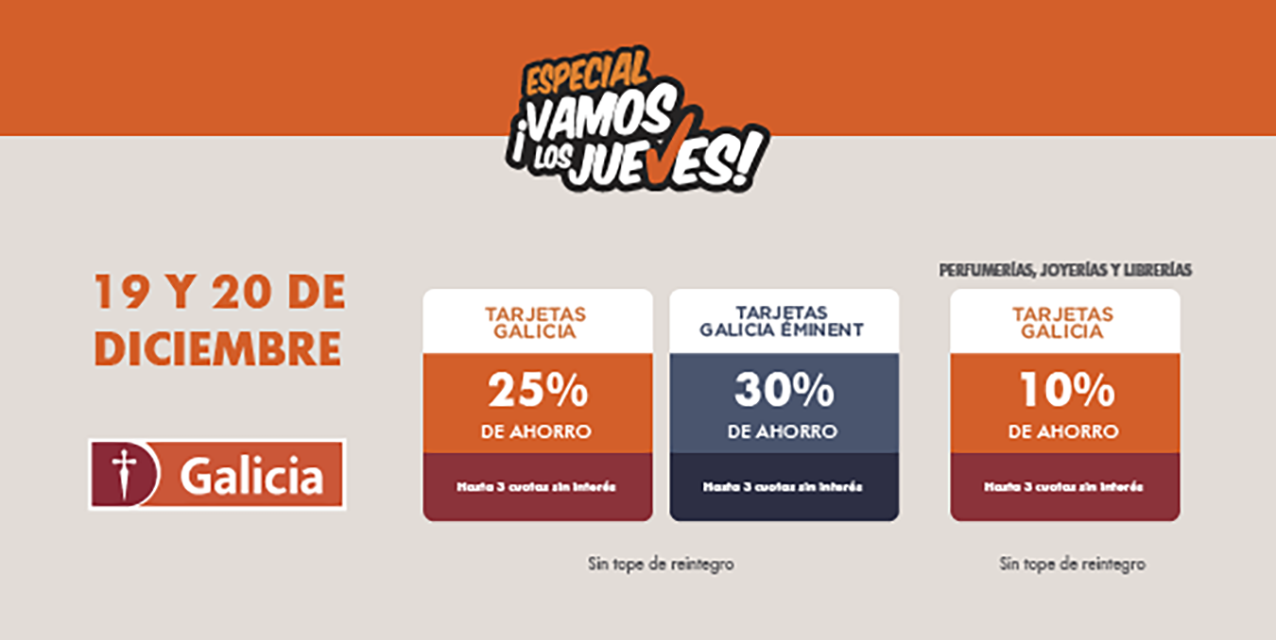 ESPECIAL
¡VAMOS
LOS JUEVES!
19 Y 20 DE
DICIEMBRE
Galicia
TARJETAS
GALICIA
25%
DE AHORRO
Hasta 3 cuotas sin interés
TARJETAS
GALICIA ÉMINENT
30%
DE AHORRO
Hasta 3 cuotas sin interés
Sin tope de reintegro
PERFUMERÍAS, JOYERÍAS Y LIBRERÍAS
TARJETAS
GALICIA
10%
DE AHORRO
Hasta 3 cuotas sin interés
Sin tope de reintegro